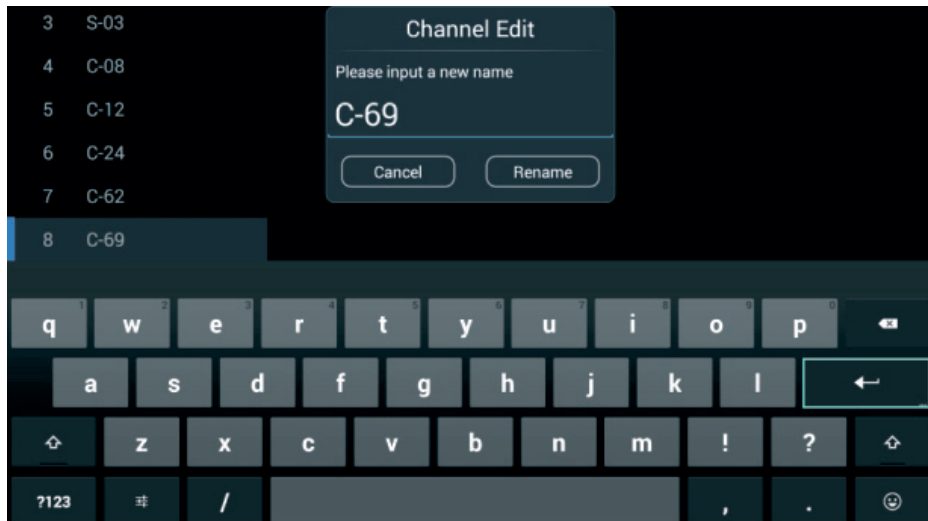 3 S-03
4 C-08
5 C-12
6 C-24
7 C-62
8 C-69
Channel Edit
Please input a new name
C-69
Cancel Rename
1 2 3 4 5 6 7 8 9 0
q w e r t y u i o p
a s d f g h j k l
z x c v b n m ! ?
?123 / , .